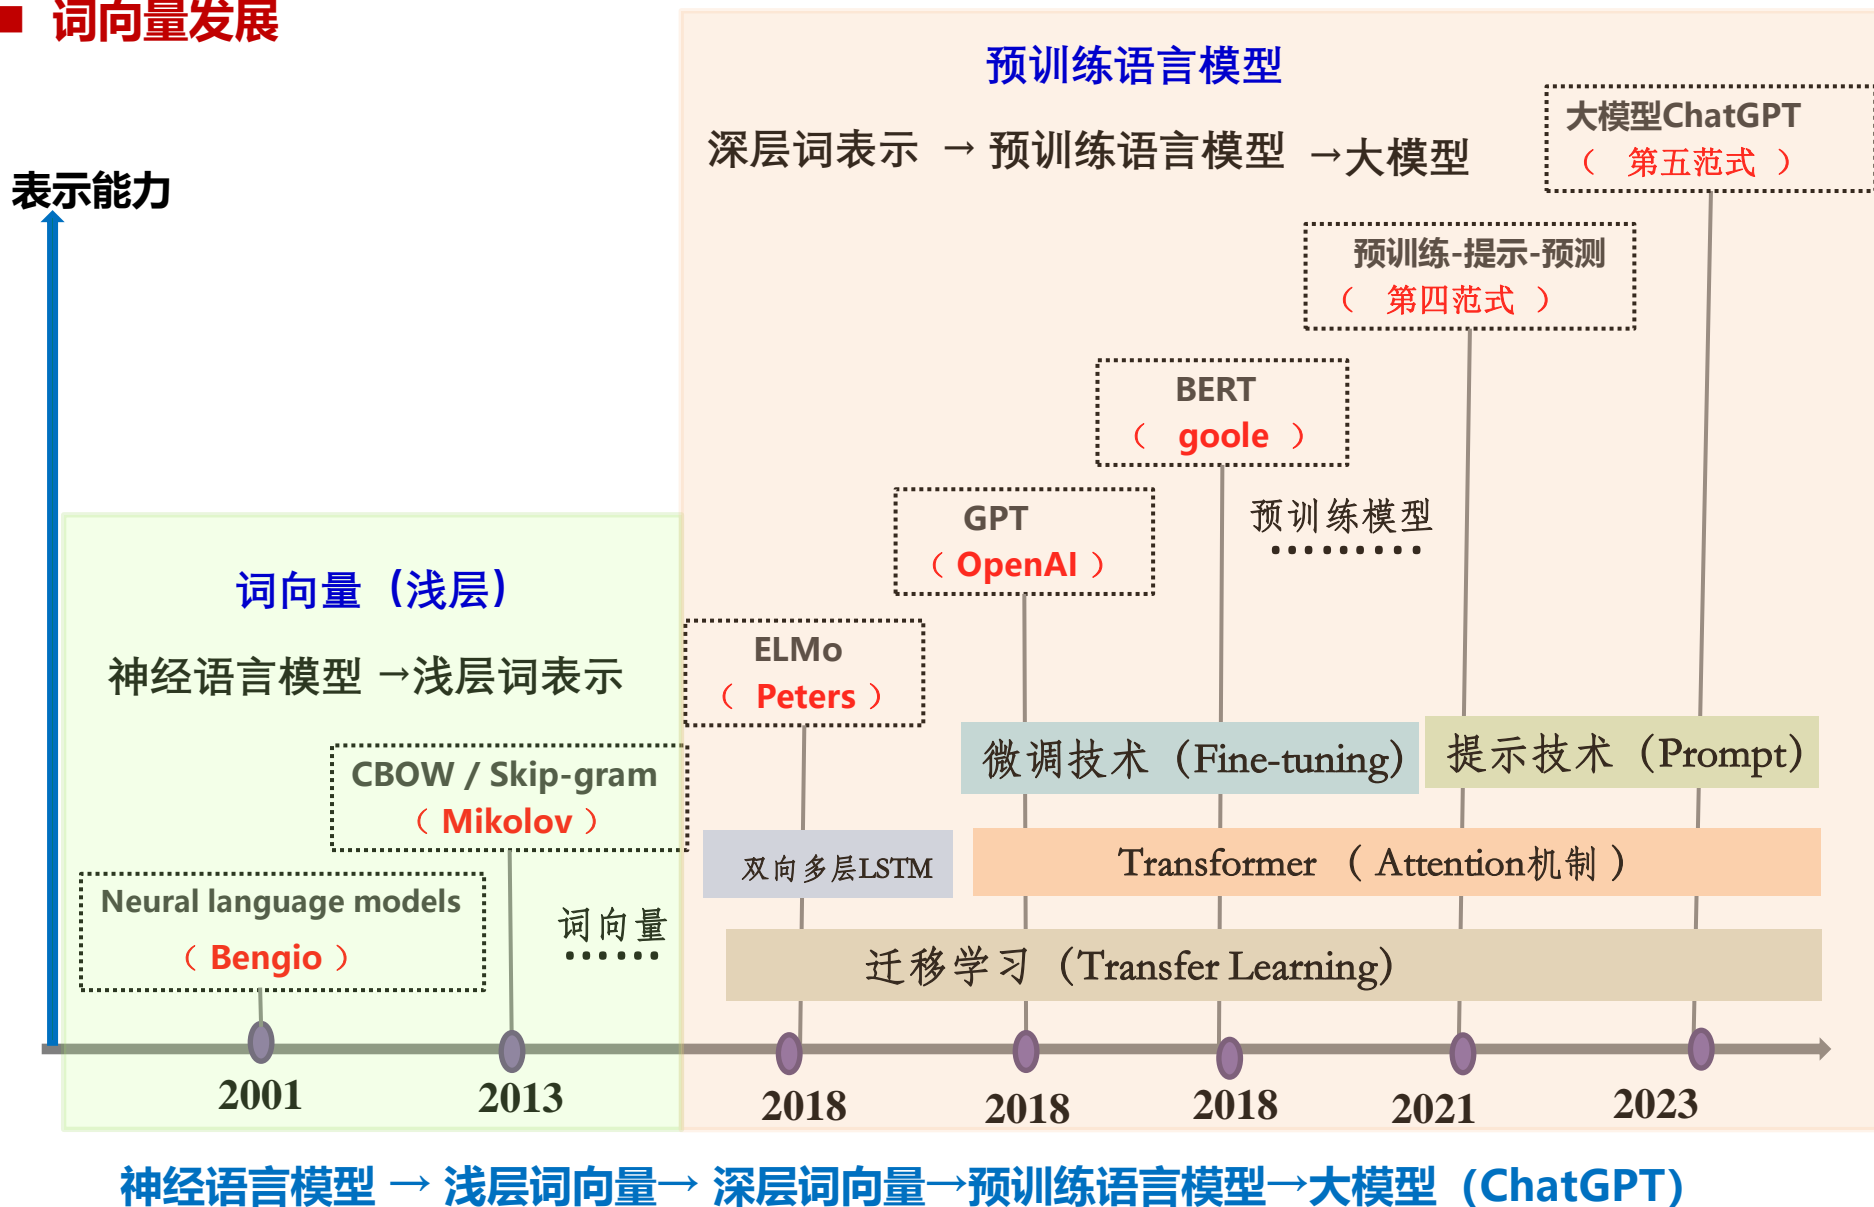 词向量发展
预训练语言模型
深层词表示 → 预训练语言模型 →大模型
大模型ChatGPT
（ 第五范式 ）
表示能力
预训练-提示-预测
（ 第四范式 ）
BERT
（ goole ）
预训练模型
………
GPT
（ OpenAI ）
词向量（浅层）
神经语言模型 →浅层词表示
ELMo
（ Peters ）
CBOW / Skip-gram
（ Mikolov ）
Neural language models
（ Bengio ）
词向量
……
微调技术（Fine-tuning）
提示技术（Prompt）
双向多层LSTM
Transformer （ Attention机制 ）
迁移学习（Transfer Learning）
2001
2013
2018
2018
2018
2021
2023
神经语言模型 → 浅层词向量→ 深层词向量→预训练语言模型→大模型（ChatGPT）